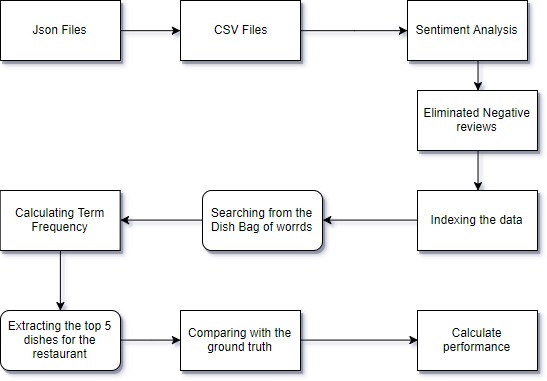 Json Files
CSV Files
Sentiment Analysis
Eliminated Negative
reviews
Indexing the data
Searching from the
Dish Bag of worrds
Calculating Term
Frequency
Extracting the top 5
dishes for the
restaurant
Comparing with the
ground truth
Calculate
performance